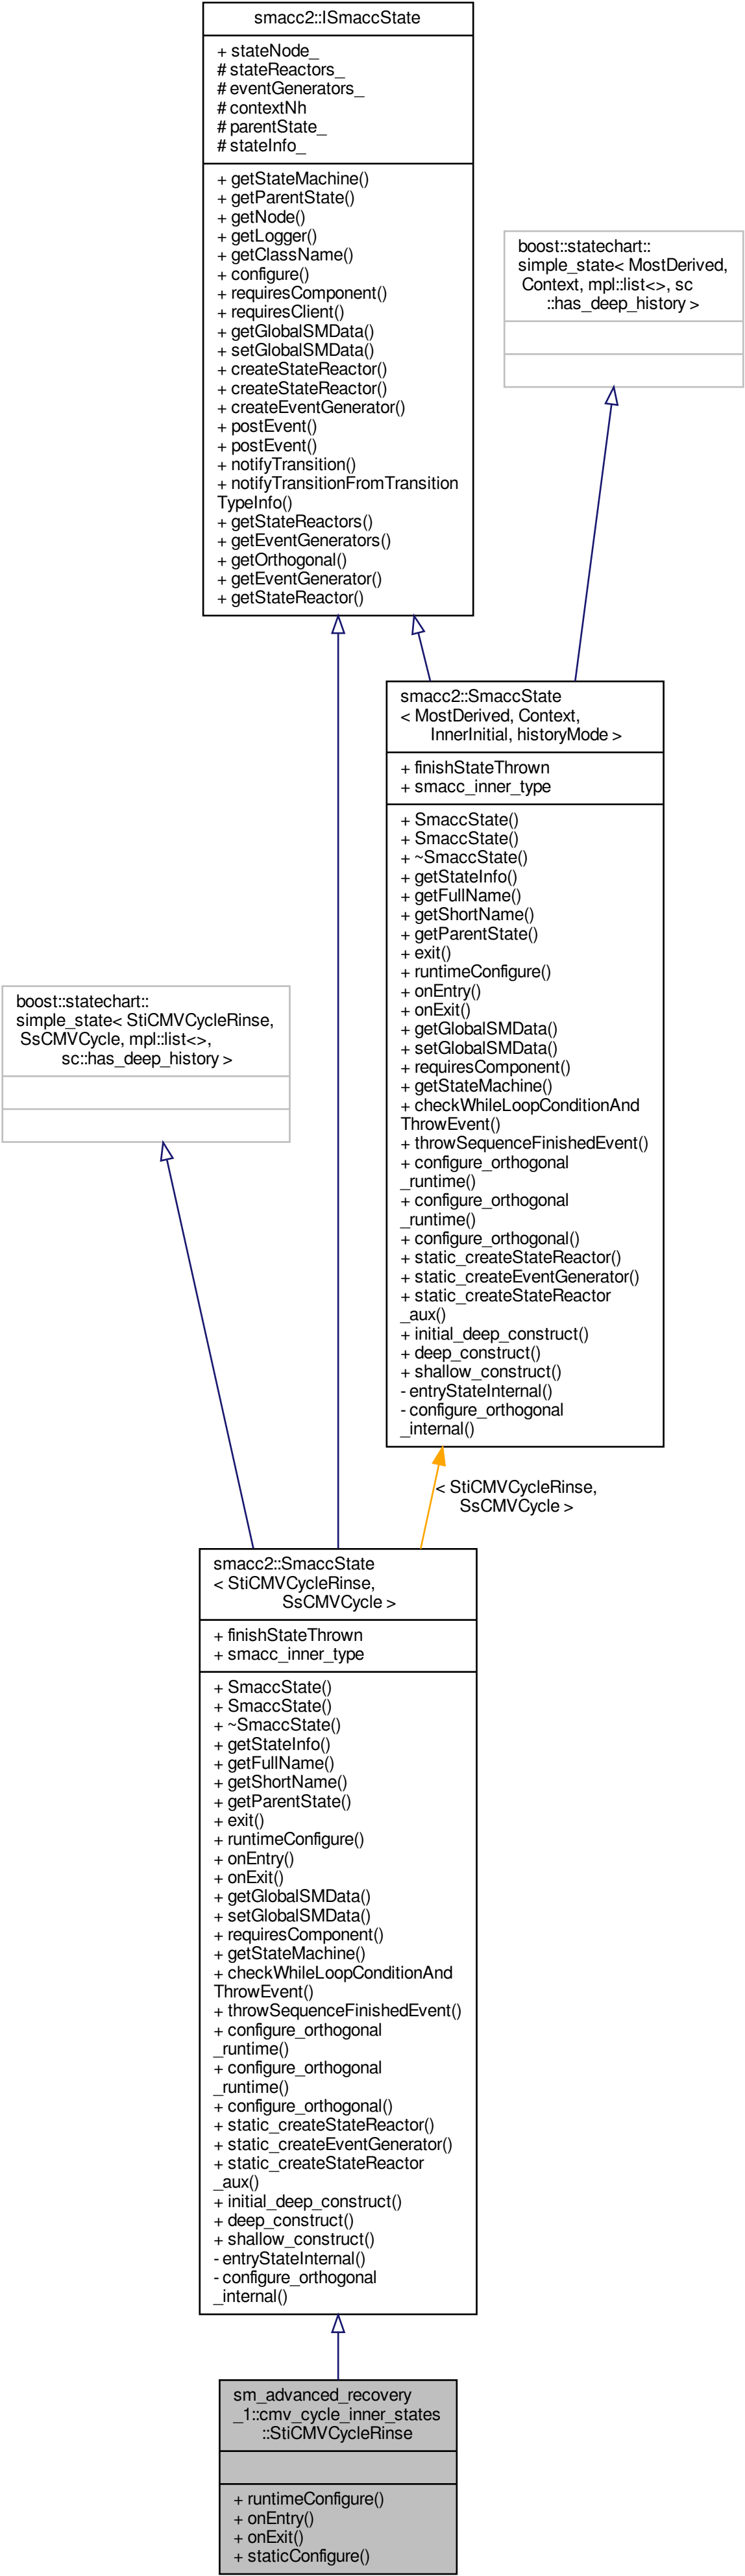 smacc2::ISmaccState
+ stateNode_
# stateReactors_
# eventGenerators_
# contextNh
# parentState_
# stateInfo_
+ getStateMachine()
+ getParentState()
+ getNode()
+ getLogger()
+ getClassName()
+ configure()
+ requiresComponent()
+ requiresClient()
+ getGlobalSMData()
+ setGlobalSMData()
+ createStateReactor()
+ createStateReactor()
+ createEventGenerator()
+ postEvent()
+ postEvent()
+ notifyTransition()
+ notifyTransitionFromTransition
TypeInfo()
+ getStateReactors()
+ getEventGenerators()
+ getOrthogonal()
+ getEventGenerator()
+ getStateReactor()
boost::statechart::
simple_state< MostDerived,
Context, mpl::list<>, sc
::has_deep_history >
smacc2::SmaccState
< MostDerived, Context,
InnerInitial, historyMode >
+ finishStateThrown
+ smacc_inner_type
+ SmaccState()
+ SmaccState()
+ ~SmaccState()
+ getStateInfo()
+ getFullName()
+ getShortName()
+ getParentState()
+ exit()
+ runtimeConfigure()
+ onEntry()
+ onExit()
+ getGlobalSMData()
+ setGlobalSMData()
+ requiresComponent()
+ getStateMachine()
+ checkWhileLoopConditionAnd
ThrowEvent()
+ throwSequenceFinishedEvent()
+ configure_orthogonal
_runtime()
+ configure_orthogonal
_runtime()
+ configure_orthogonal()
+ static_createStateReactor()
+ static_createEventGenerator()
+ static_createStateReactor
_aux()
+ initial_deep_construct()
+ deep_construct()
+ shallow_construct()
- entryStateInternal()
- configure_orthogonal
_internal()
boost::statechart::
simple_state< StiCMVCycleRinse,
SsCMVCycle, mpl::list<>,
sc::has_deep_history >
< StiCMVCycleRinse,
SsCMVCycle >
smacc2::SmaccState
< StiCMVCycleRinse,
SsCMVCycle >
+ finishStateThrown
+ smacc_inner_type
+ SmaccState()
+ SmaccState()
+ ~SmaccState()
+ getStateInfo()
+ getFullName()
+ getShortName()
+ getParentState()
+ exit()
+ runtimeConfigure()
+ onEntry()
+ onExit()
+ getGlobalSMData()
+ setGlobalSMData()
+ requiresComponent()
+ getStateMachine()
+ checkWhileLoopConditionAnd
ThrowEvent()
+ throwSequenceFinishedEvent()
+ configure_orthogonal
_runtime()
+ configure_orthogonal
_runtime()
+ configure_orthogonal()
+ static_createStateReactor()
+ static_createEventGenerator()
+ static_createStateReactor
_aux()
+ initial_deep_construct()
+ deep_construct()
+ shallow_construct()
- entryStateInternal()
- configure_orthogonal
_internal()
sm_advanced_recovery
_1::cmv_cycle_inner_states
::StiCMVCycleRinse
+ runtimeConfigure()
+ onEntry()
+ onExit()
+ staticConfigure()